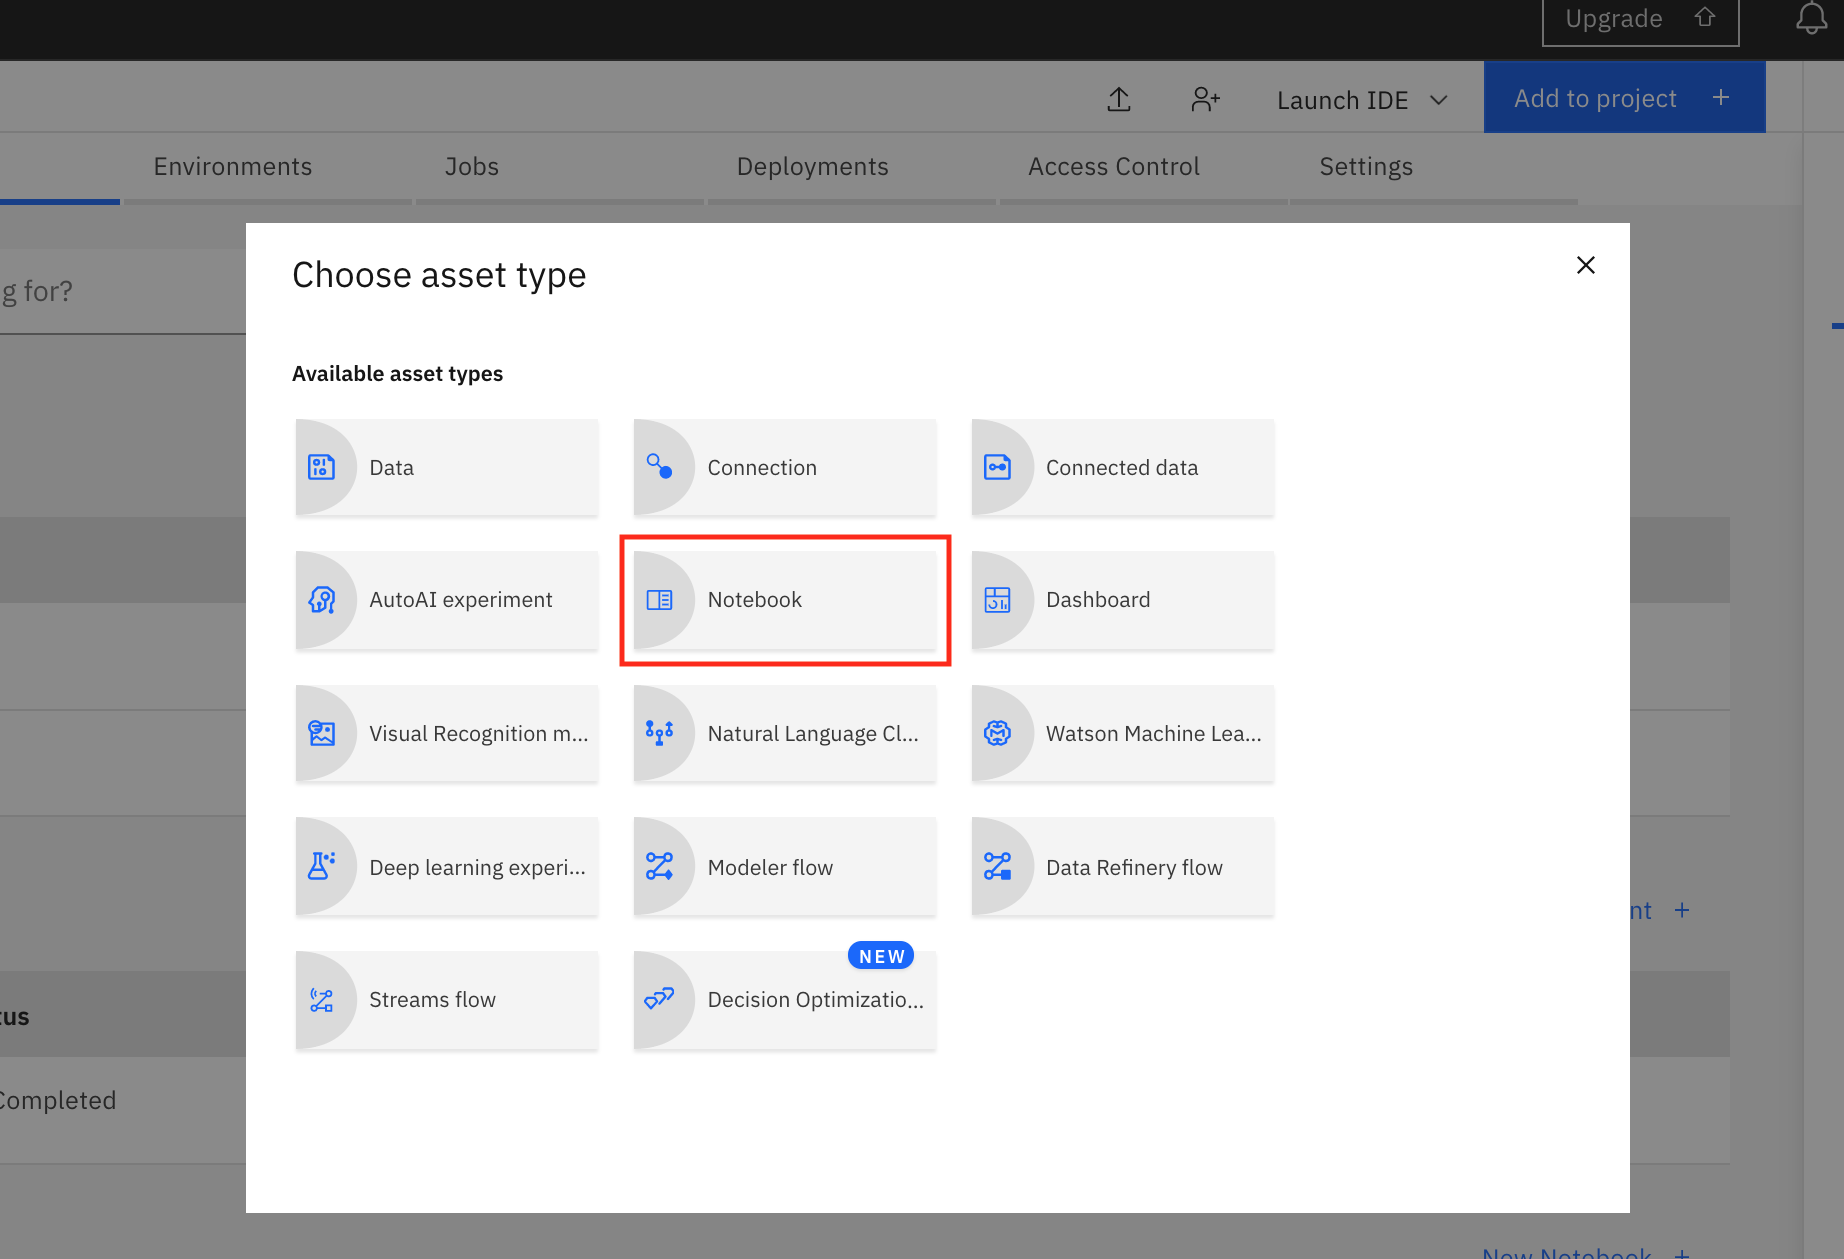 Upgrade
Launch IDE
Add to project +
Environments
Jobs
Deployments
Access Control
Settings
g for?
Choose asset type
Available asset types
Data
Connection
Connected data
AutoAI experiment
Notebook
Dashboard
Visual Recognition m...
Natural Language Cl...
Watson Machine Lea...
Deep learning experi...
Modeler flow
Data Refinery flow
nt +
NEW
Streams flow
Decision Optimizatio...
tus
Completed
New Notebook +